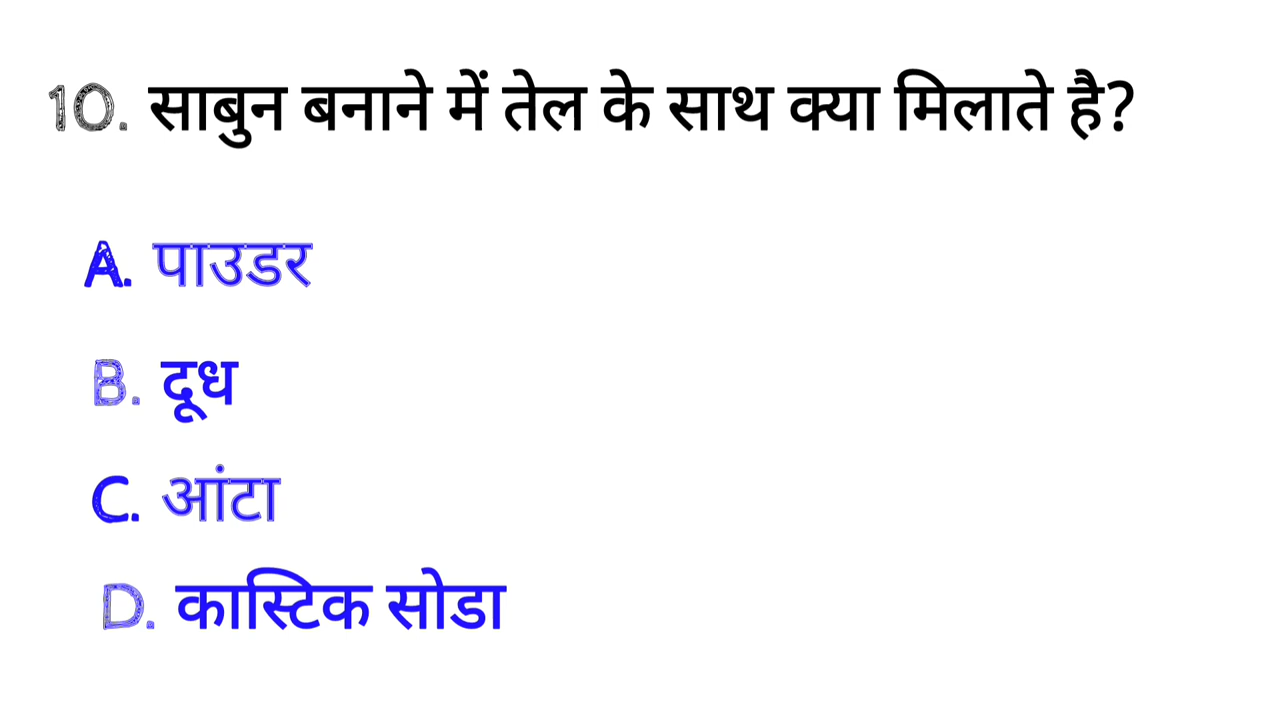 10. साबुन बनाने में तेल के साथ क्या मिलाते है?
A. पाउडर
B. दूध
C. आंटा
D. कास्टिक सोडा